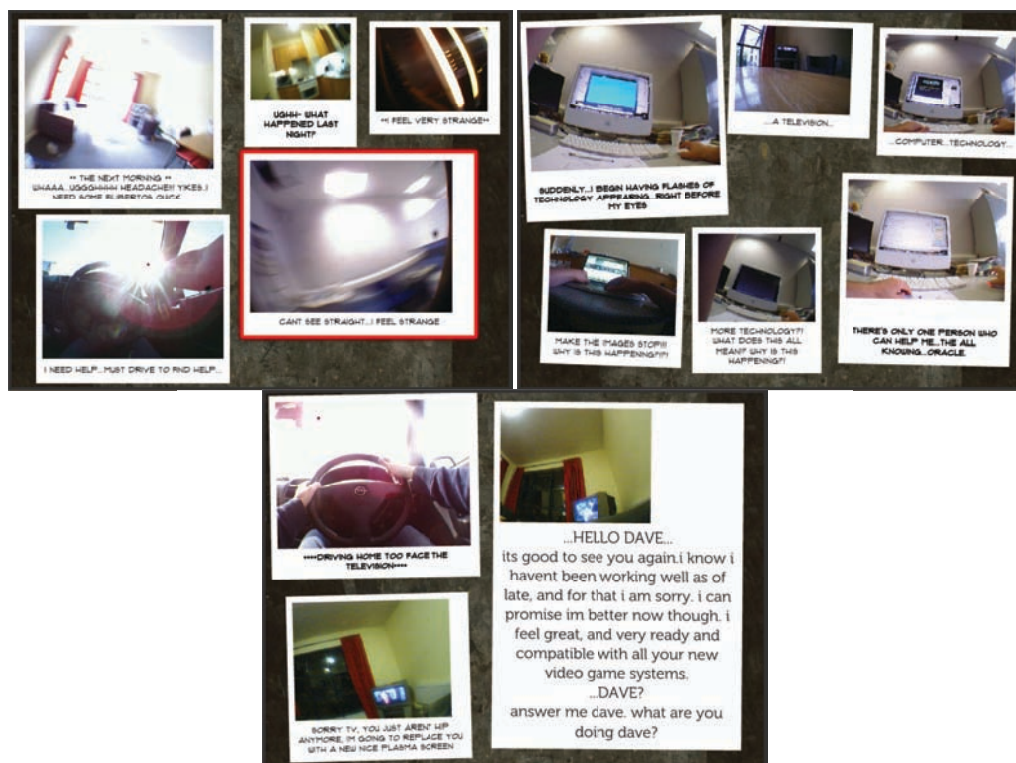 ** THE NEXT MORNING **
WHAAA...UGGGHHHH HEADACHE!!! YIKES..I
NEED SOME FLIBERTOS QUICK
UGHH- WHAT
HAPPENED LAST
NIGHT?
**I FEEL VERY STRANGE**
CANT SEE STRAIGHT...I FEEL STRANGE
I NEED HELP...MUST DRIVE TO FIND HELP...
SUDDENLY...I BEGIN HAVING FLASHES OF
TECHNOLOGY APPEARING...RIGHT BEFORE
MY EYES
...A TELEVISION...
...COMPUTER...TECHNOLOGY...
MAKE THE IMAGES STOP!!!
WHY IS THIS HAPPENING?!?!
MORE TECHNOLOGY?!
WHAT DOES THIS ALL
MEAN? WHY IS THIS
HAPPENING?!
THERE'S ONLY ONE PERSON WHO
CAN HELP ME...THE ALL
KNOWING...ORACLE.
****DRIVING HOME TOO FACE THE
TELEVISION****
SORRY TV, YOU JUST AREN'T HIP
ANYMORE, IM GOING TO REPLACE YOU
WITH A NEW NICE PLASMA SCREEN
...HELLO DAVE...
its good to see you again.i know i
havent been working well as of
late, and for that i am sorry. i can
promise im better now though. i
feel great, and very ready and
compatible with all your new
video game systems.
...DAVE?
answer me dave. what are you
doing dave?